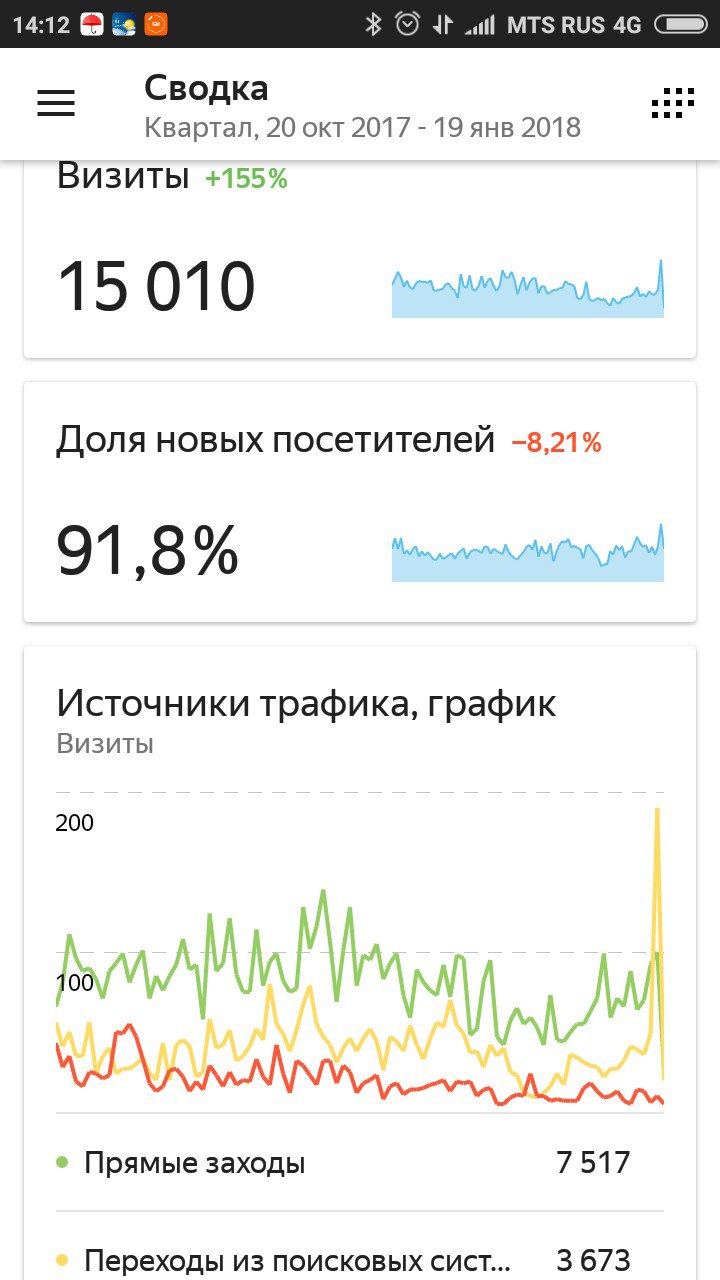 14:12 MTS RUS 4G
Сводка
Квартал, 20 окт 2017 - 19 янв 2018
Визиты +155%
15 010
Доля новых посетителей −8,21%
91,8%
Источники трафика, график
Визиты
200
100
Прямые заходы 7 517
Переходы из поисковых сист... 3 673